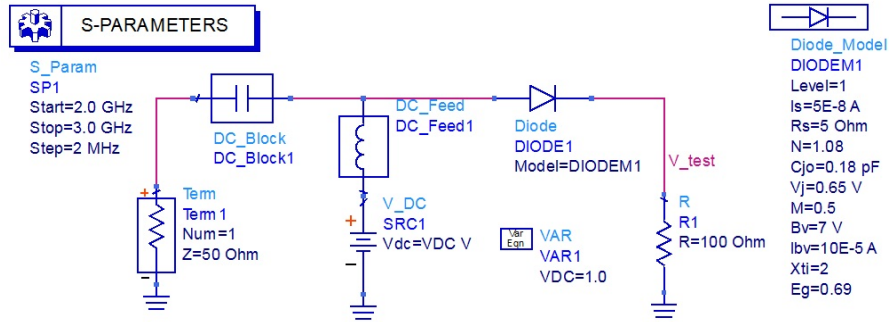 S-PARAMETERS
S_Param
SP1
Start=2.0 GHz
Stop=3.0 GHz
Step=2 MHz
DC_Block
DC_Block1
DC_Feed
DC_Feed1
Diode
DIODE1
Model=DIODEM1
V_test
+
Term
Term 1
Num=1
Z=50 Ohm
−
+
V_DC
SRC1
Vdc=VDC V
−
Var
Eqn
VAR
VAR1
VDC=1.0
R
R1
R=100 Ohm
Diode_Model
DIODEM1
Level=1
Is=5E-8 A
Rs=5 Ohm
N=1.08
Cjo=0.18 pF
Vj=0.65 V
M=0.5
Bv=7 V
Ibv=10E-5 A
Xti=2
Eg=0.69